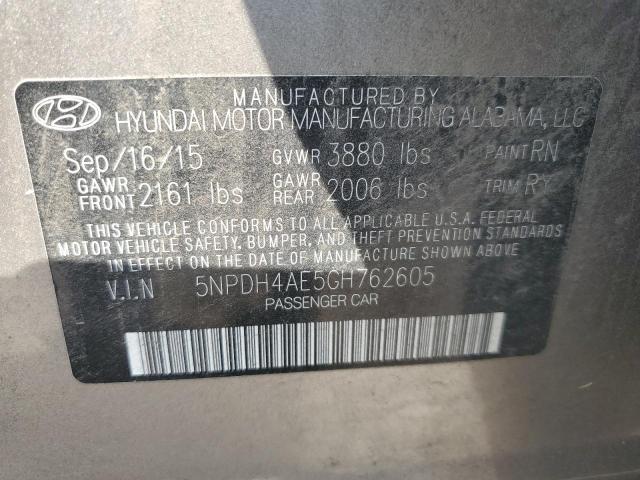 MANUFACTURED BY
HYUNDAI MOTOR MANUFACTURING ALABAMA, LLC
Sep/16/15 GVWR 3880 lbs PAINT RN
GAWR FRONT 2161 lbs GAWR REAR 2006 lbs TRIM RY
THIS VEHICLE CONFORMS TO ALL APPLICABLE U.S.A. FEDERAL
MOTOR VEHICLE SAFETY, BUMPER, AND THEFT PREVENTION STANDARDS
IN EFFECT ON THE DATE OF MANUFACTURE SHOWN ABOVE
V.I.N 5NPDH4AE5GH762605
PASSENGER CAR